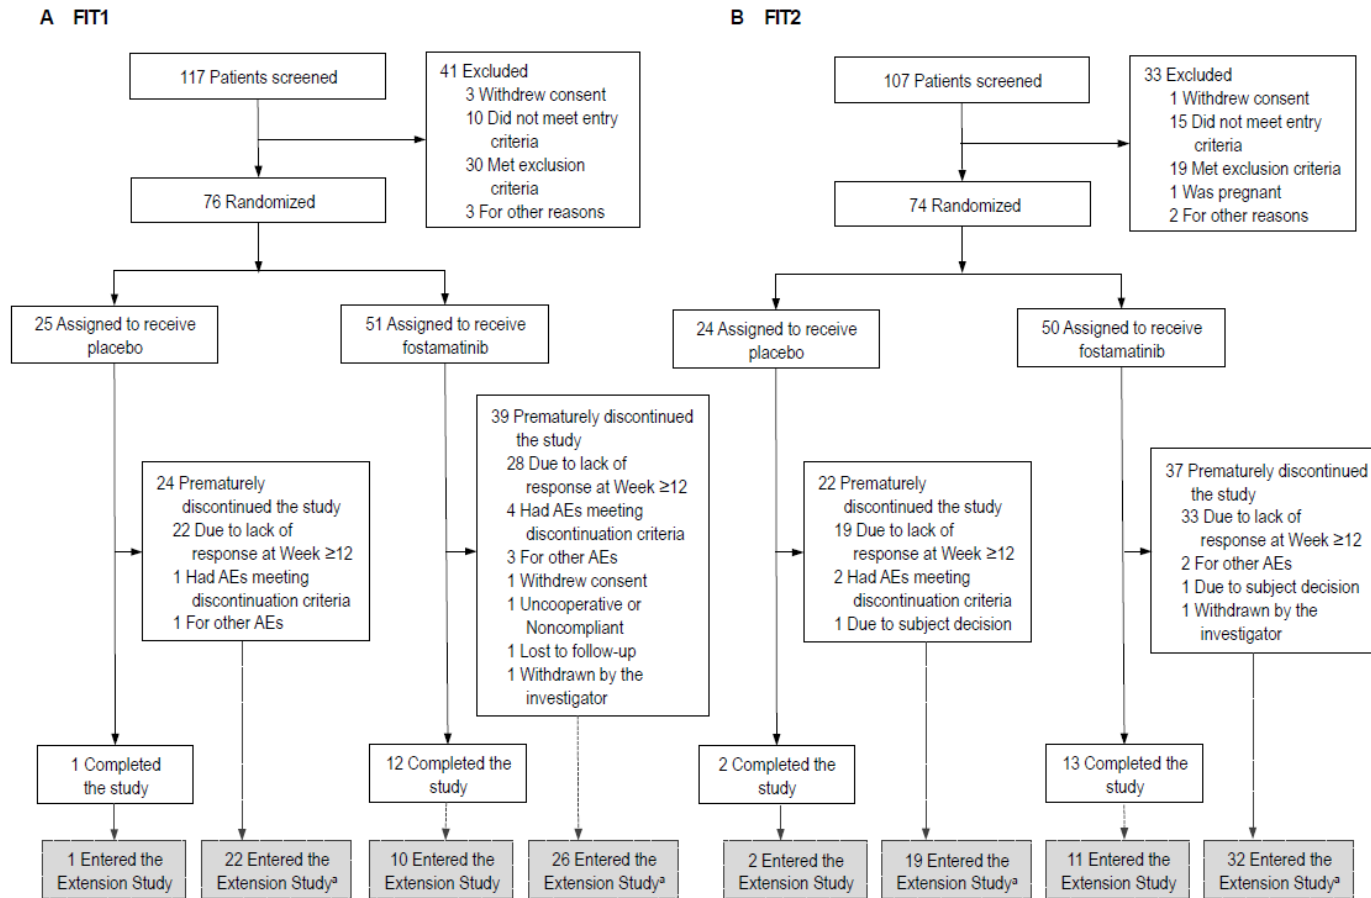 A FIT1
117 Patients screened
41 Excluded
3 Withdrew consent
10 Did not meet entry
criteria
30 Met exclusion
criteria
3 For other reasons
76 Randomized
25 Assigned to receive
placebo
51 Assigned to receive
fostamatinib
24 Prematurely
discontinued the study
22 Due to lack of
response at Week ≥12
1 Had AEs meeting
discontinuation criteria
1 For other AEs
39 Prematurely discontinued
the study
28 Due to lack of
response at Week ≥12
4 Had AEs meeting
discontinuation criteria
3 For other AEs
1 Withdrew consent
1 Uncooperative or
Noncompliant
1 Lost to follow-up
1 Withdrawn by the
investigator
1 Completed
the study
12 Completed the
study
1 Entered the
Extension Study
22 Entered the
Extension Studyᵃ
10 Entered the
Extension Study
26 Entered the
Extension Studyᵃ
B FIT2
107 Patients screened
33 Excluded
1 Withdrew consent
15 Did not meet entry
criteria
19 Met exclusion criteria
1 Was pregnant
2 For other reasons
74 Randomized
24 Assigned to receive
placebo
50 Assigned to receive
fostamatinib
22 Prematurely
discontinued the study
19 Due to lack of
response at Week ≥12
2 Had AEs meeting
discontinuation criteria
1 Due to subject decision
37 Prematurely discontinued
the study
33 Due to lack of
response at Week ≥12
2 For other AEs
1 Due to subject decision
1 Withdrawn by the
investigator
2 Completed the
study
13 Completed the
study
2 Entered the
Extension Study
19 Entered the
Extension Studyᵃ
11 Entered the
Extension Study
32 Entered the
Extension Studyᵃ